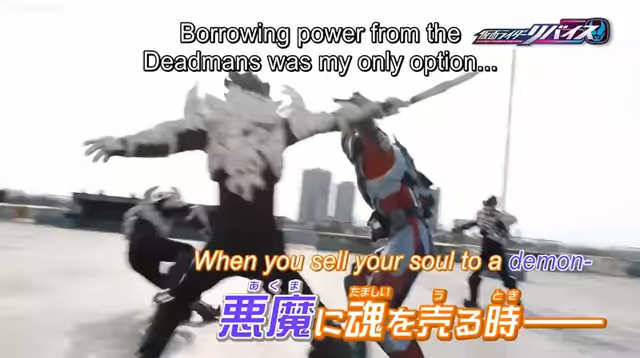 Borrowing power from the
Deadmans was my only option...
仮面ライダーリバイス
When you sell your soul to a demon-
あくま たましい う とき
悪魔に魂を売る時――